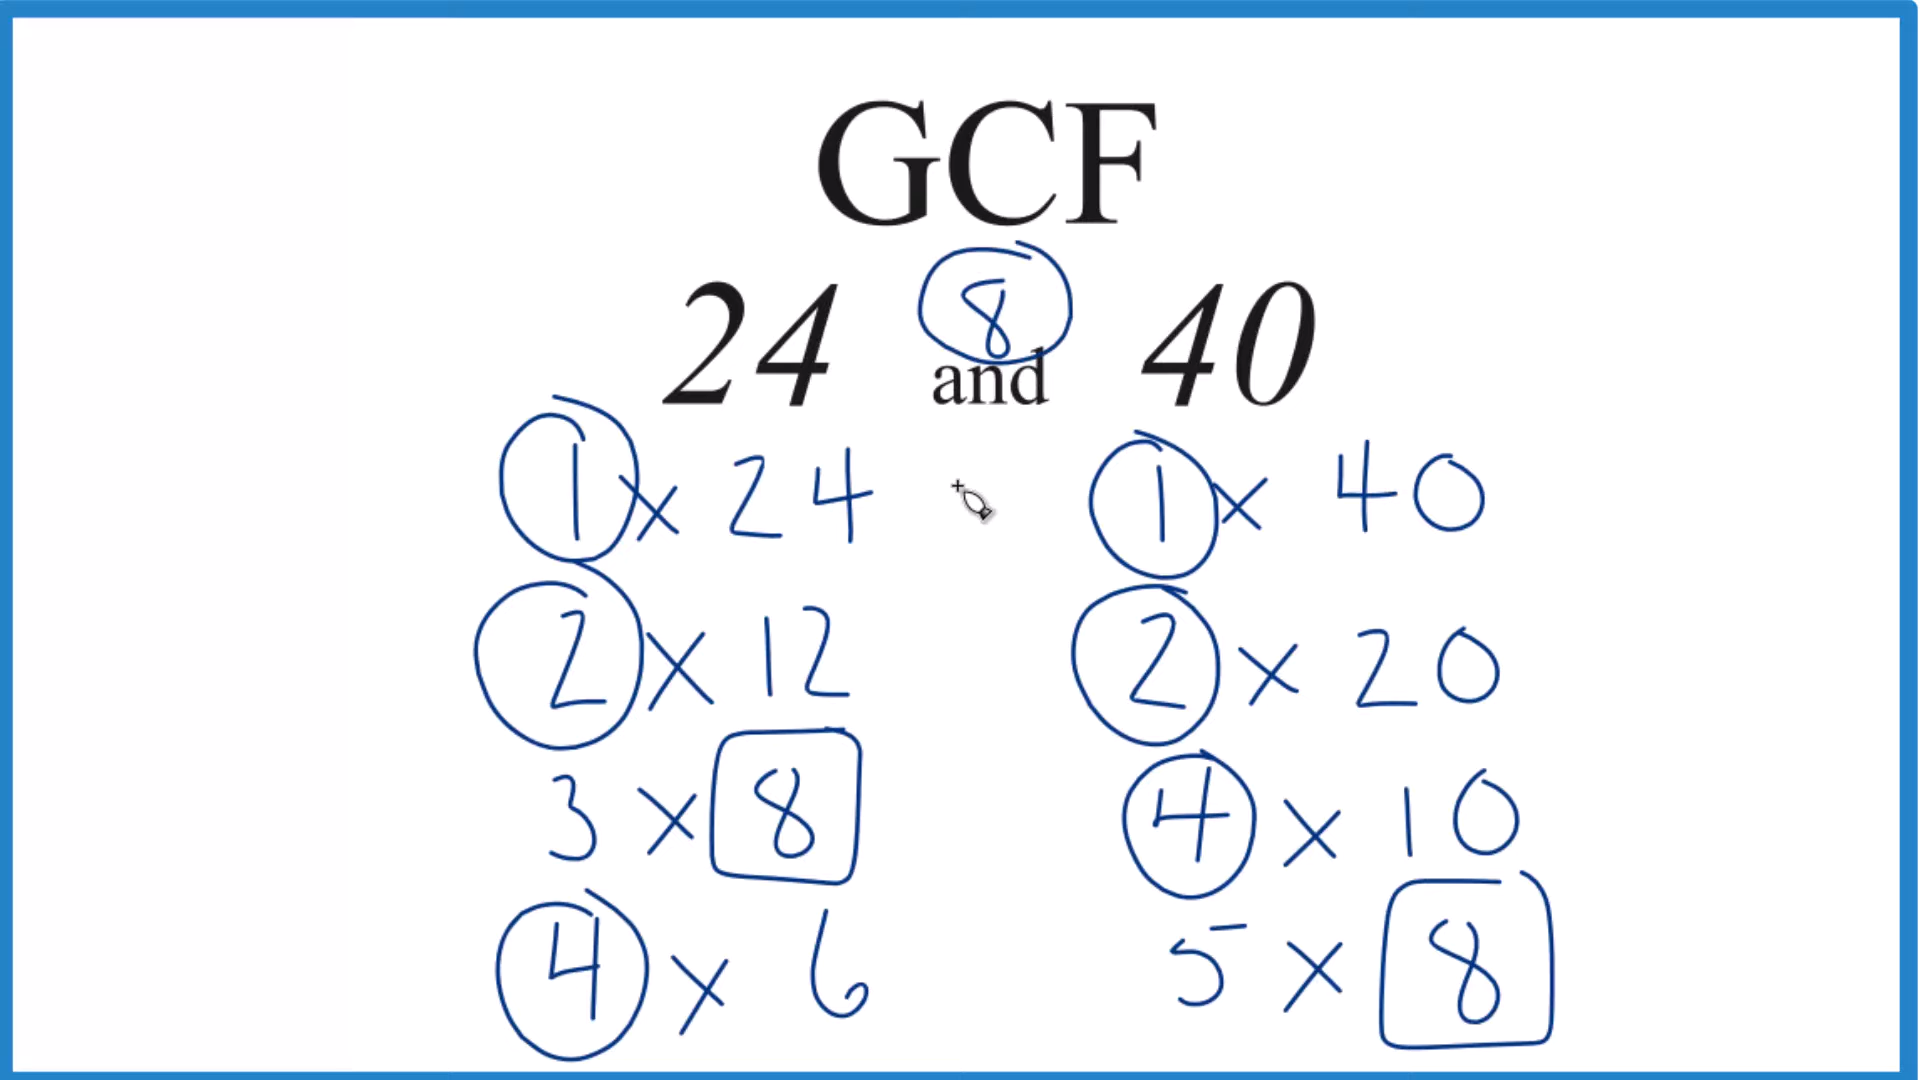 GCF
8
24 and 40
1 x 24 1 x 40
2 x 12 2 x 20
3 x 8 4 x 10
4 x 6 5 x 8